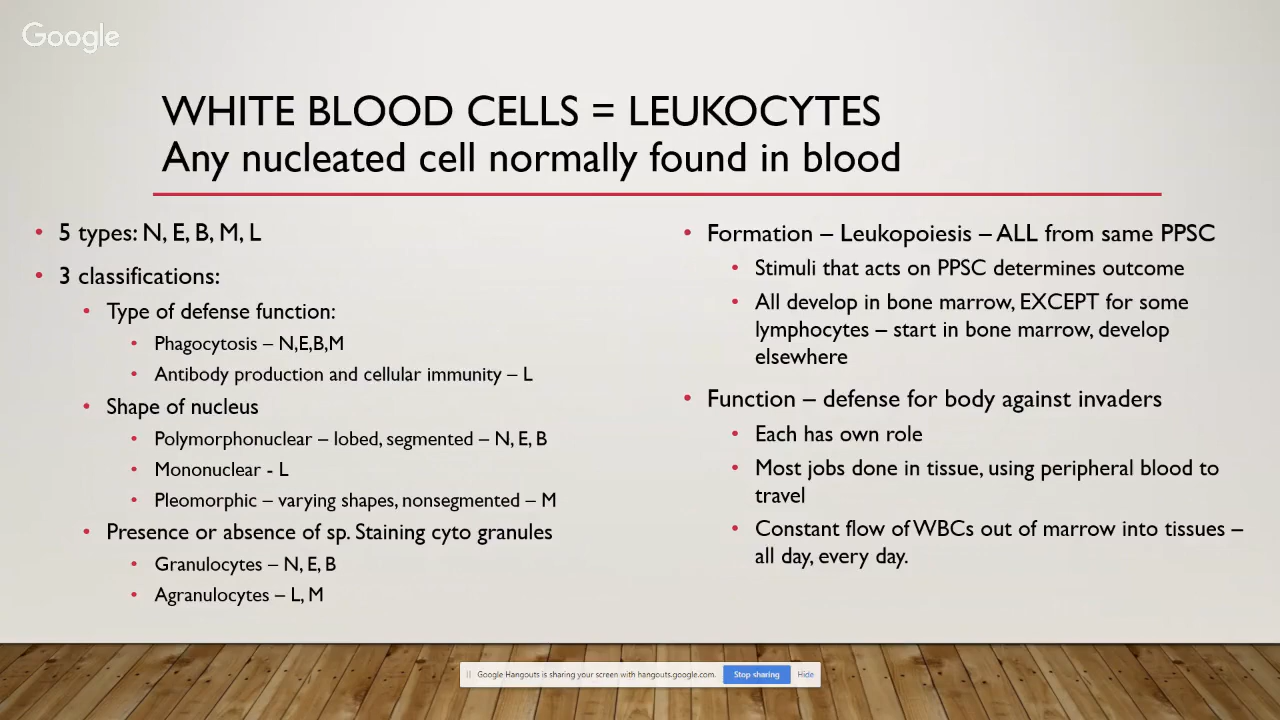 Google
WHITE BLOOD CELLS = LEUKOCYTES
Any nucleated cell normally found in blood
• 5 types: N, E, B, M, L
• 3 classifications:
• Type of defense function:
• Phagocytosis – N,E,B,M
• Antibody production and cellular immunity – L
• Shape of nucleus
• Polymorphonuclear – lobed, segmented – N, E, B
• Mononuclear - L
• Pleomorphic – varying shapes, nonsegmented – M
• Presence or absence of sp. Staining cyto granules
• Granulocytes – N, E, B
• Agranulocytes – L, M
• Formation – Leukopoiesis – ALL from same PPSC
• Stimuli that acts on PPSC determines outcome
• All develop in bone marrow, EXCEPT for some
lymphocytes – start in bone marrow, develop
elsewhere
• Function – defense for body against invaders
• Each has own role
• Most jobs done in tissue, using peripheral blood to
travel
• Constant flow of WBCs out of marrow into tissues –
all day, every day.
Google Hangouts is sharing your screen with hangouts.google.com. Stop sharing Hide